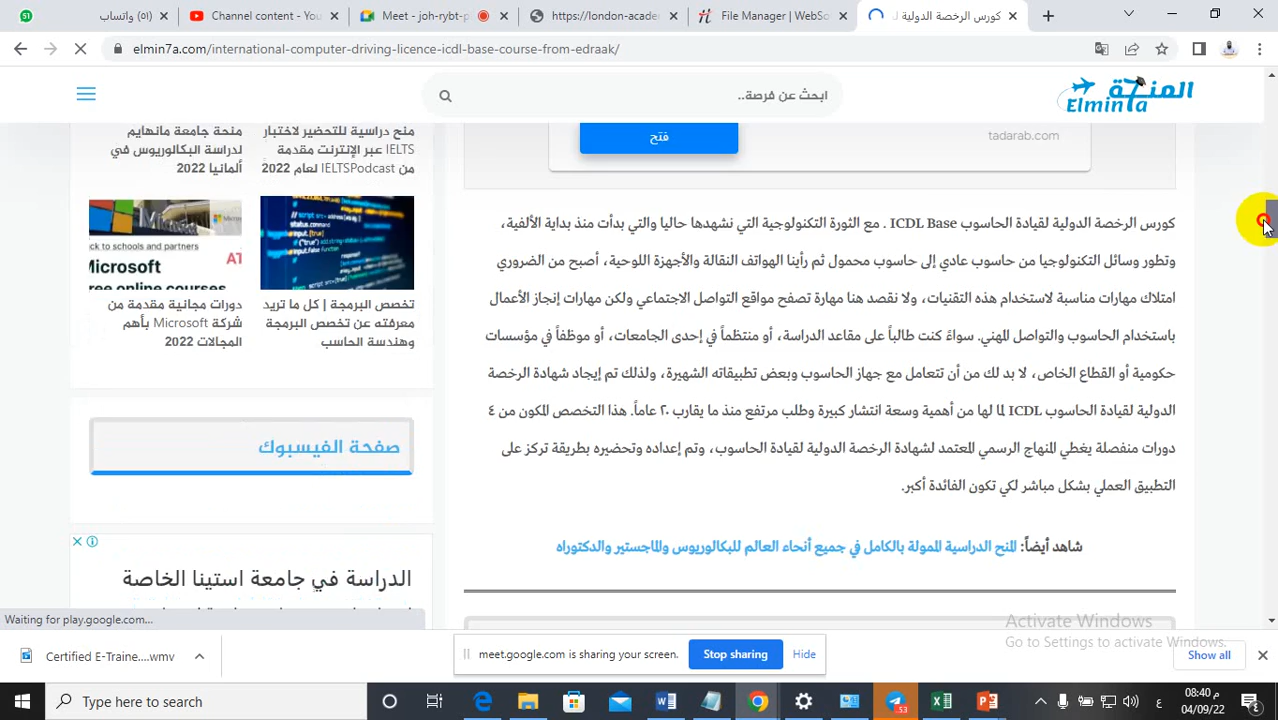 (٥١) واتساب
Channel content - You
Meet - joh-rybt-p
https://london-acade
File Manager | WebSo
كورس الرخصة الدولية ل
elmin7a.com/international-computer-driving-licence-icdl-base-course-from-edraak/
ابحث عن فرصة..
المنحة
Elmin7a
منح دراسية للتحضير لاختبار
IELTS عبر الإنترنت مقدمة
من IELTSPodcast لعام 2022
منحة جامعة مانهايم
لدراسة البكالوريوس في
ألمانيا 2022
فتح
tadarab.com
ck to schools and partners
Microsoft
free online courses
تخصص البرمجة | كل ما تريد
معرفته عن تخصص البرمجة
وهندسة الحاسب
دورات مجانية مقدمة من
شركة Microsoft بأهم
المجالات 2022
كورس الرخصة الدولية لقيادة الحاسوب ICDL Base . مع الثورة التكنولوجية التي نشهدها حاليا والتي بدأت منذ بداية الألفية،
وتطور وسائل التكنولوجيا من حاسوب عادي إلى حاسوب محمول ثم رأينا الهواتف النقالة والأجهزة اللوحية، أصبح من الضروري
امتلاك مهارات مناسبة لاستخدام هذه التقنيات، ولا نقصد هنا مهارة تصفح مواقع التواصل الاجتماعي ولكن مهارات إنجاز الأعمال
باستخدام الحاسوب والتواصل المهني. سواءً كنت طالباً على مقاعد الدراسة، أو منتظماً في إحدى الجامعات، أو موظفاً في مؤسسات
حكومية أو القطاع الخاص، لا بد لك من أن تتعامل مع جهاز الحاسوب وبعض تطبيقاته الشهيرة، ولذلك تم إيجاد شهادة الرخصة
الدولية لقيادة الحاسوب ICDL لما لها من أهمية وسعة انتشار كبيرة وطلب مرتفع منذ ما يقارب ٢٠ عاماً. هذا التخصص المكون من ٤
دورات منفصلة يغطي المنهاج الرسمي المعتمد لشهادة الرخصة الدولية لقيادة الحاسوب، وتم إعداده وتحضيره بطريقة تركز على
التطبيق العملي بشكل مباشر لكي تكون الفائدة أكبر.
شاهد أيضاً: المنح الدراسية الممولة بالكامل في جميع أنحاء العالم للبكالوريوس والماجستير والدكتوراه
صفحة الفيسبوك
الدراسة في جامعة استينا الخاصة
Waiting for play.google.com...
Activate Windows
Go to Settings to activate Windows.
Certified E-Traine....wmv
meet.google.com is sharing your screen.
Stop sharing
Hide
Show all
Type here to search
53
ع
08:40 م
04/09/22